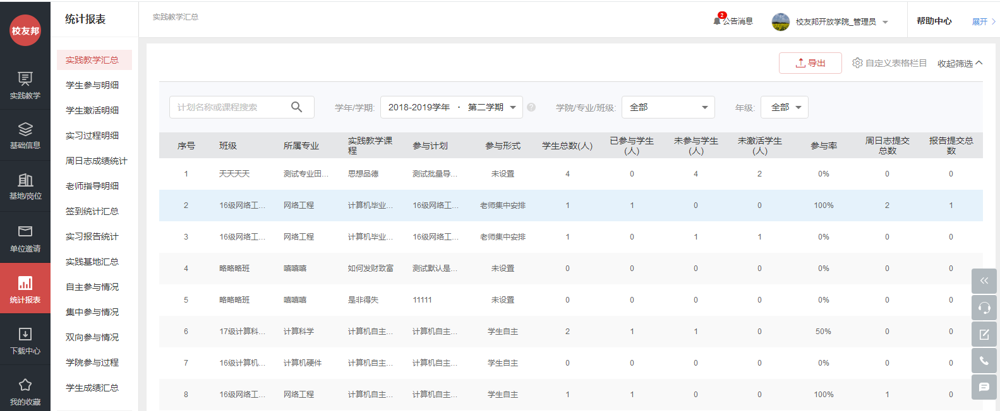 校友邦
实践教学
基础信息
基地/岗位
单位邀请
统计报表
下载中心
我的收藏
统计报表
实践教学汇总
学生参与明细
学生激活明细
实习过程明细
周日志成绩统计
老师指导明细
签到统计汇总
实习报告统计
实践基地汇总
自主参与情况
集中参与情况
双向参与情况
学院参与过程
学生成绩汇总
实践教学汇总
2
公告消息
校友邦开放学院_管理员
帮助中心
展开
导出
自定义表格栏目
收起筛选
计划名称或课程搜索
学年/学期:
2018-2019学年 · 第二学期
?
学院/专业/班级:
全部
年级:
全部
序号 班级 所属专业 实践教学课程 参与计划 参与形式 学生总数(人) 已参与学生(人) 未参与学生(人) 未激活学生(人) 参与率 周日志提交总数 报告提交总数
1 天天天天 测试专业田... 思想品德 测试批量导... 未设置 4 0 4 2 0% 0 0
2 16级网络工... 网络工程 计算机毕业... 16级网络工... 老师集中安排 1 1 0 0 100% 2 1
3 16级网络工... 网络工程 计算机毕业... 16级网络工... 老师集中安排 1 0 1 1 0% 0 0
4 略略略班 嘻嘻嘻 如何发财致富 测试默认是... 未设置 0 0 0 0 0% 0 0
5 略略略班 嘻嘻嘻 是非得失 11111 未设置 0 0 0 0 0% 0 0
6 17级计算科... 计算科学 计算机自主... 计算机自主... 学生自主 2 1 1 0 50% 0 0
7 16级计算机... 计算机硬件 计算机自主... 计算机自主... 学生自主 0 0 0 0 0% 0 0
8 16级网络工... 网络工程 计算机自主... 计算机自主... 学生自主 1 1 0 0 100% 1 0